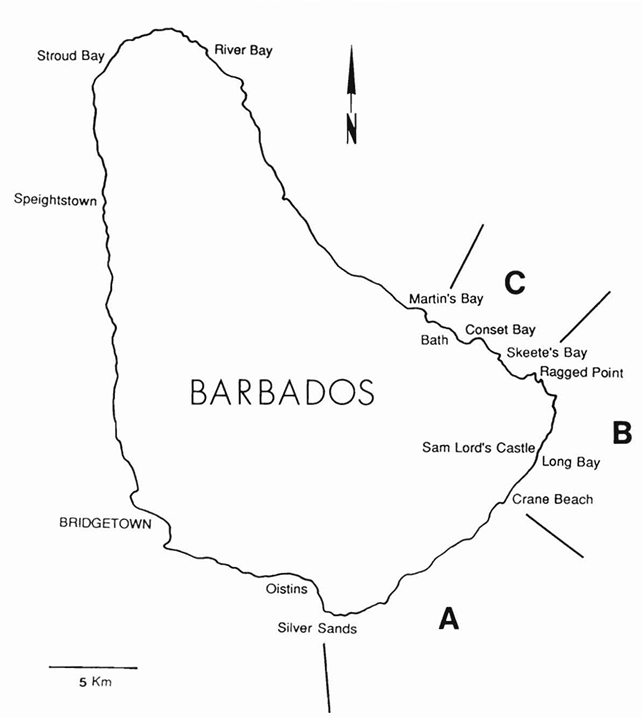 Stroud Bay
River Bay
N
Speightstown
C
Martin's Bay
Conset Bay
Bath
Skeete's Bay
Ragged Point
BARBADOS
B
Sam Lord's Castle
Long Bay
Crane Beach
BRIDGETOWN
Oistins
A
Silver Sands
5 Km